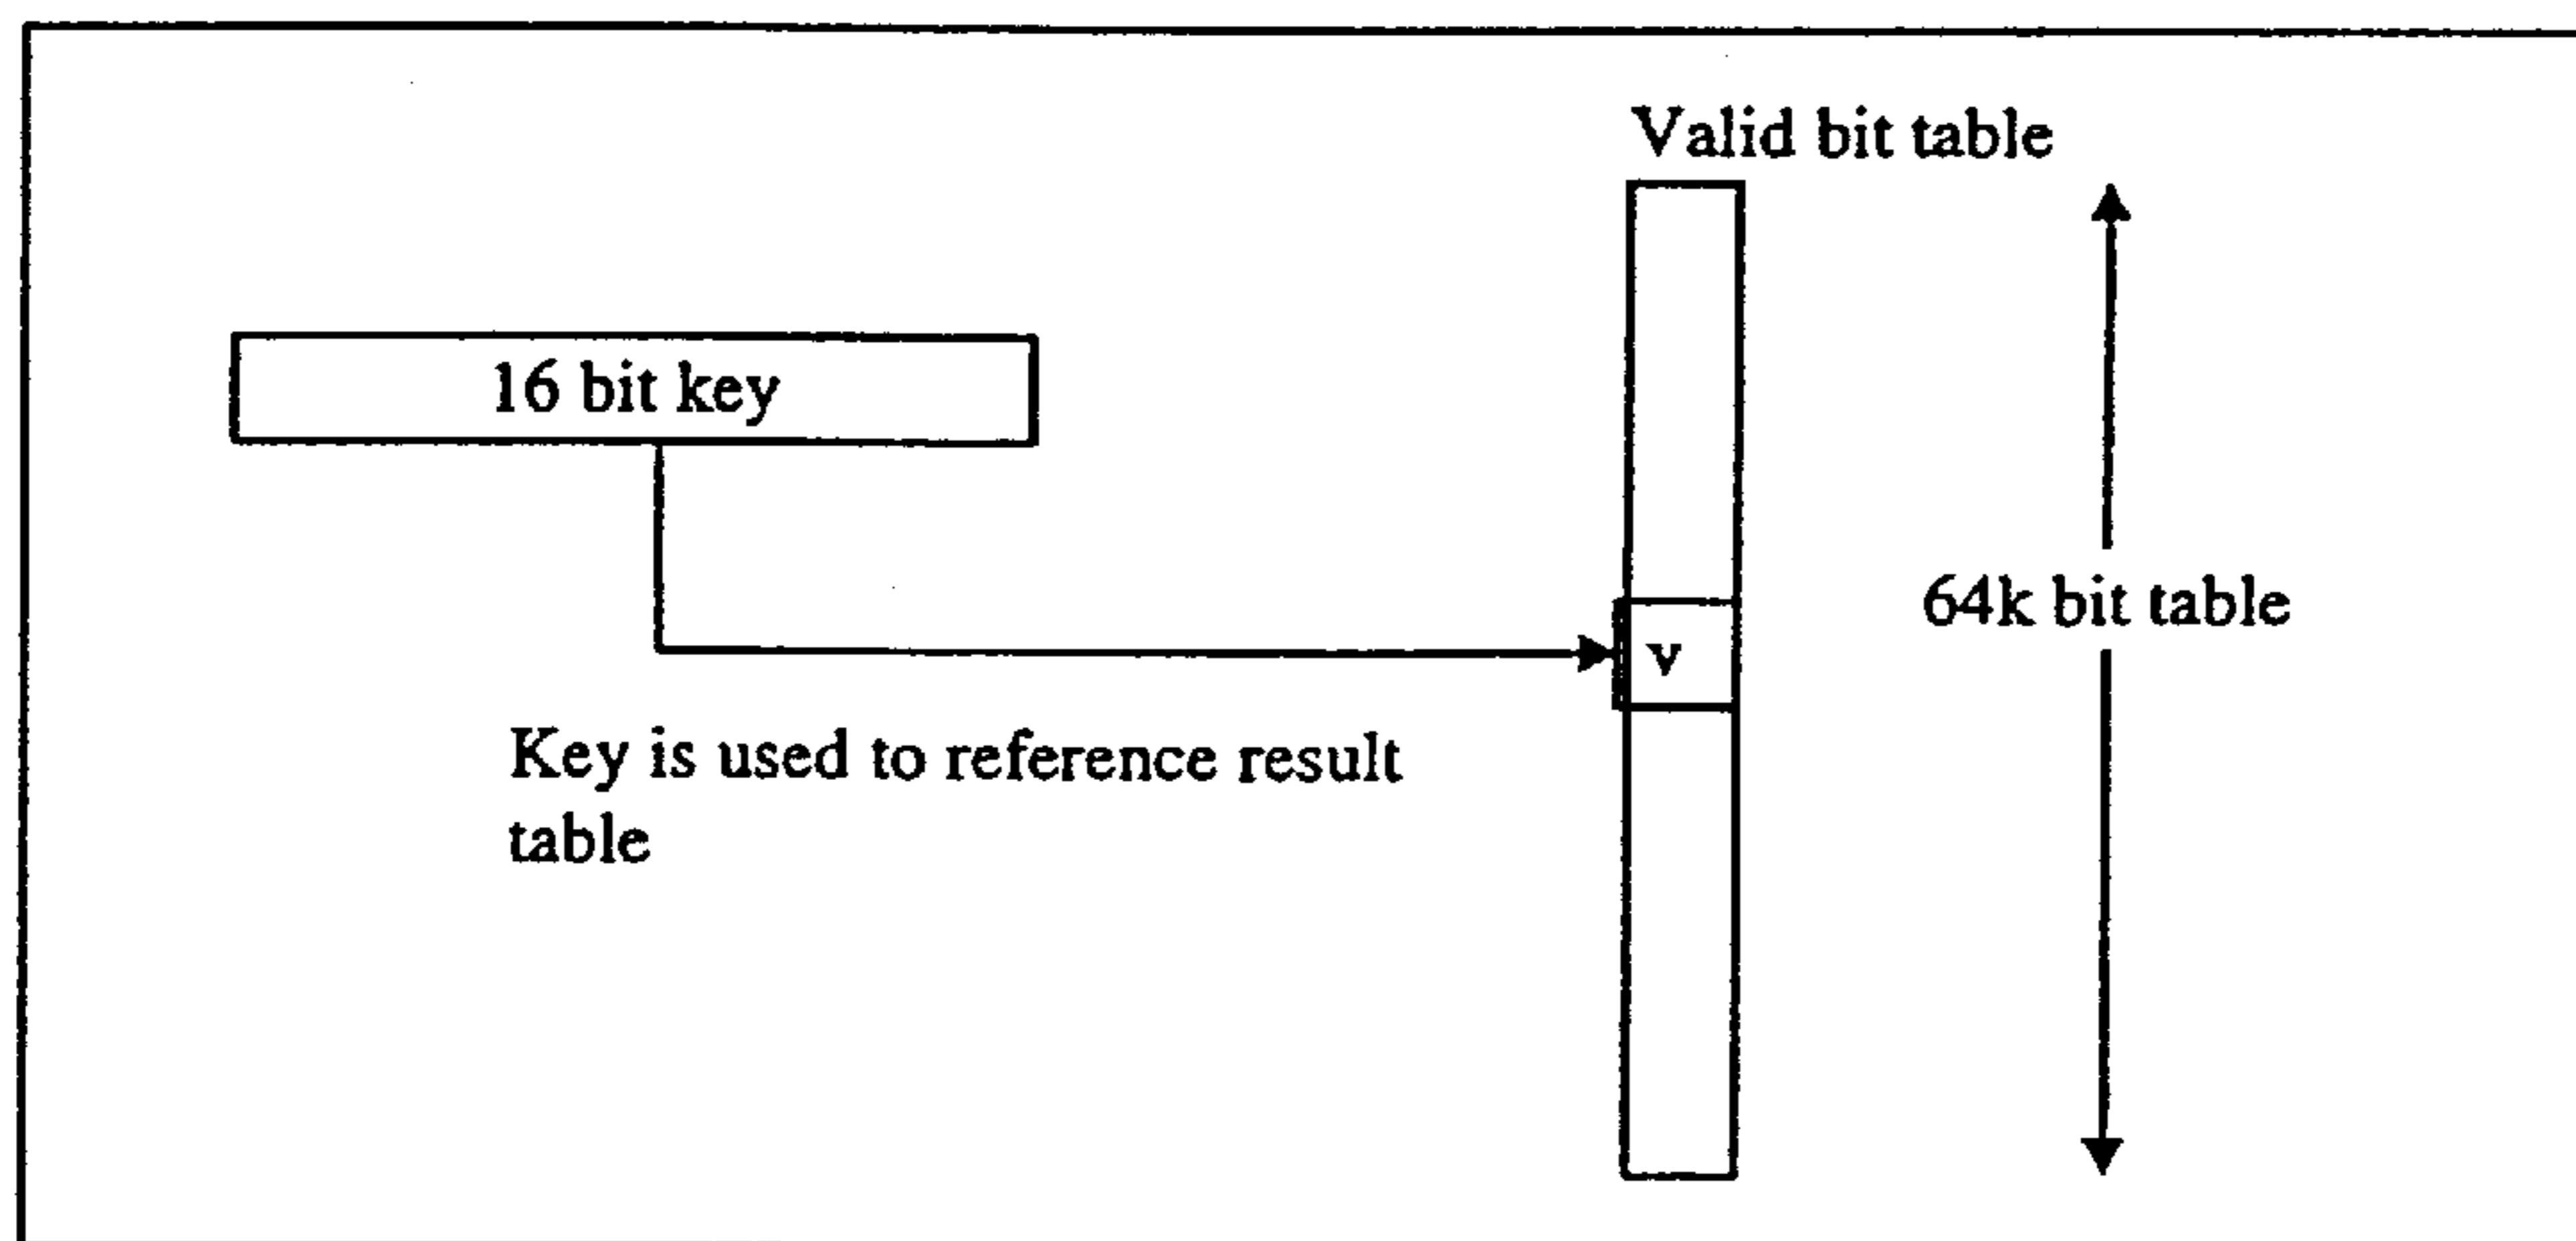 Valid bit table
16 bit key
64k bit table
v
Key is used to reference result
table